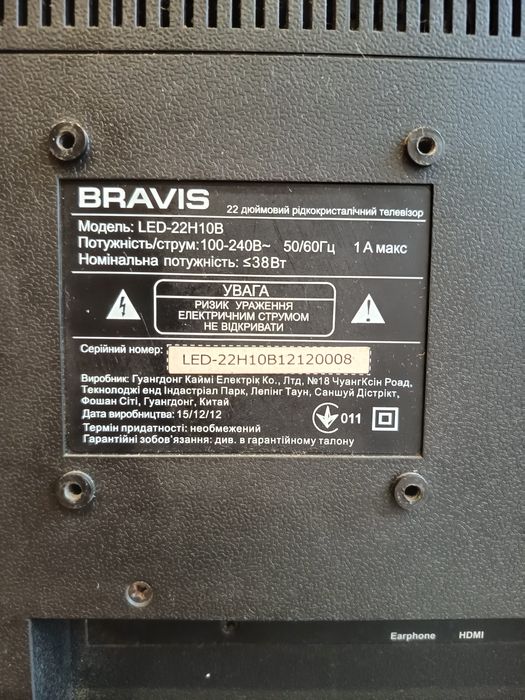 BRAVIS
22 дюймовий рідкокристалічний телевізор
Модель: LED-22H10B
Потужність/струм:100-240В~ 50/60Гц 1 А макс
Номінальна потужність: ≤38Вт
УВАГА
РИЗИК УРАЖЕННЯ
ЕЛЕКТРИЧНИМ СТРУМОМ
НЕ ВІДКРИВАТИ
Серійний номер: LED-22H10B12120008
Виробник: Гуангдонг Каймі Електрік Ко., Лтд, №18 ЧуангКсін Роад,
Текнолоджі енд Індастріал Парк, Лепінг Таун, Саншуй Дістрікт,
Фошан Сіті, Гуангдонг, Китай
Дата виробництва: 15/12/12
011
Термін придатності: необмежений
Гарантійні зобов'язання: див. в гарантійному талону
Earphone HDMI